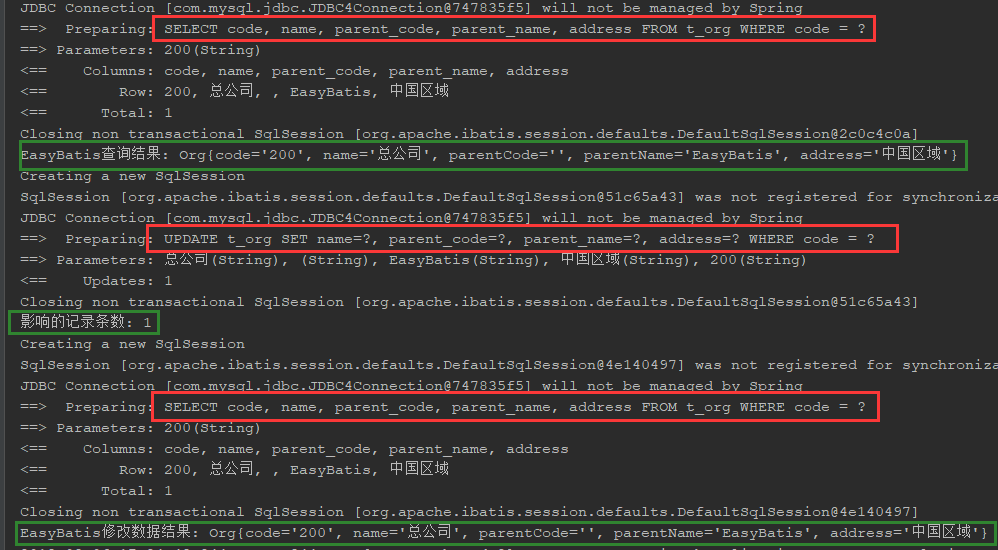 JDBC Connection [com.mysql.jdbc.JDBC4Connection@747835f5] will not be managed by Spring
==>  Preparing: SELECT code, name, parent_code, parent_name, address FROM t_org WHERE code = ?
==> Parameters: 200(String)
<==    Columns: code, name, parent_code, parent_name, address
<==        Row: 200, 总公司, , EasyBatis, 中国区域
<==      Total: 1
Closing non transactional SqlSession [org.apache.ibatis.session.defaults.DefaultSqlSession@2c0c4c0a]
EasyBatis查询结果: Org{code='200', name='总公司', parentCode='', parentName='EasyBatis', address='中国区域'}
Creating a new SqlSession
SqlSession [org.apache.ibatis.session.defaults.DefaultSqlSession@51c65a43] was not registered for synchroniza
JDBC Connection [com.mysql.jdbc.JDBC4Connection@747835f5] will not be managed by Spring
==>  Preparing: UPDATE t_org SET name=?, parent_code=?, parent_name=?, address=? WHERE code = ?
==> Parameters: 总公司(String), (String), EasyBatis(String), 中国区域(String), 200(String)
<==    Updates: 1
Closing non transactional SqlSession [org.apache.ibatis.session.defaults.DefaultSqlSession@51c65a43]
影响的记录条数: 1
Creating a new SqlSession
SqlSession [org.apache.ibatis.session.defaults.DefaultSqlSession@4e140497] was not registered for synchroniza
JDBC Connection [com.mysql.jdbc.JDBC4Connection@747835f5] will not be managed by Spring
==>  Preparing: SELECT code, name, parent_code, parent_name, address FROM t_org WHERE code = ?
==> Parameters: 200(String)
<==    Columns: code, name, parent_code, parent_name, address
<==        Row: 200, 总公司, , EasyBatis, 中国区域
<==      Total: 1
Closing non transactional SqlSession [org.apache.ibatis.session.defaults.DefaultSqlSession@4e140497]
EasyBatis修改数据结果: Org{code='200', name='总公司', parentCode='', parentName='EasyBatis', address='中国区域'}